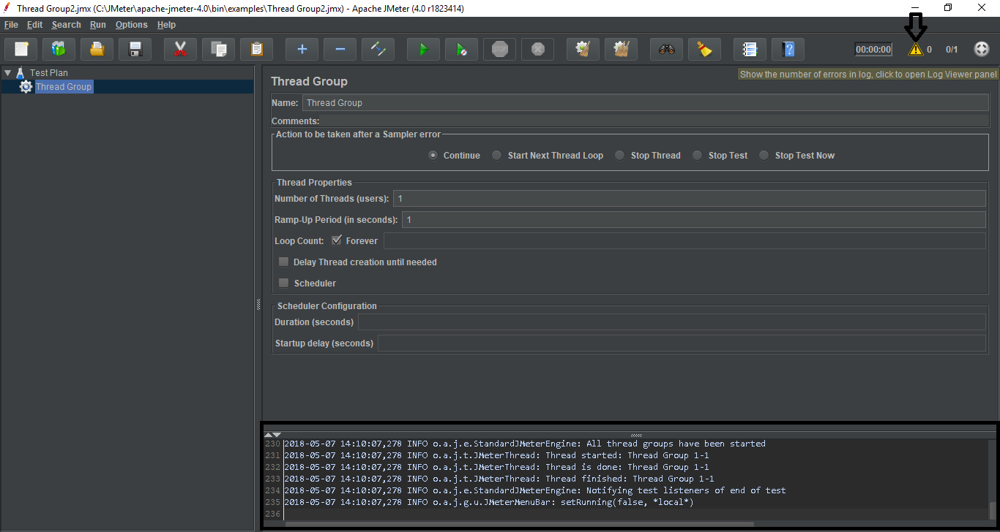 Thread Group2.jmx (C:\JMeter\apache-jmeter-4.0\bin\examples\Thread Group2.jmx) - Apache JMeter (4.0 r1823414)
File Edit Search Run Options Help
STOP 00:00:00 0 0/1
Show the number of errors in log, click to open Log Viewer panel
Test Plan
Thread Group
Thread Group
Name: Thread Group
Comments:
Action to be taken after a Sampler error
Continue Start Next Thread Loop Stop Thread Stop Test Stop Test Now
Thread Properties
Number of Threads (users): 1
Ramp-Up Period (in seconds): 1
Loop Count: Forever
Delay Thread creation until needed
Scheduler
Scheduler Configuration
Duration (seconds)
Startup delay (seconds)
230 2018-05-07 14:10:07,278 INFO o.a.j.e.StandardJMeterEngine: All thread groups have been started
231 2018-05-07 14:10:07,278 INFO o.a.j.t.JMeterThread: Thread started: Thread Group 1-1
232 2018-05-07 14:10:07,278 INFO o.a.j.t.JMeterThread: Thread is done: Thread Group 1-1
233 2018-05-07 14:10:07,278 INFO o.a.j.t.JMeterThread: Thread finished: Thread Group 1-1
234 2018-05-07 14:10:07,278 INFO o.a.j.e.StandardJMeterEngine: Notifying test listeners of end of test
235 2018-05-07 14:10:07,278 INFO o.a.j.g.u.JMeterMenuBar: setRunning(false, *local*)
236